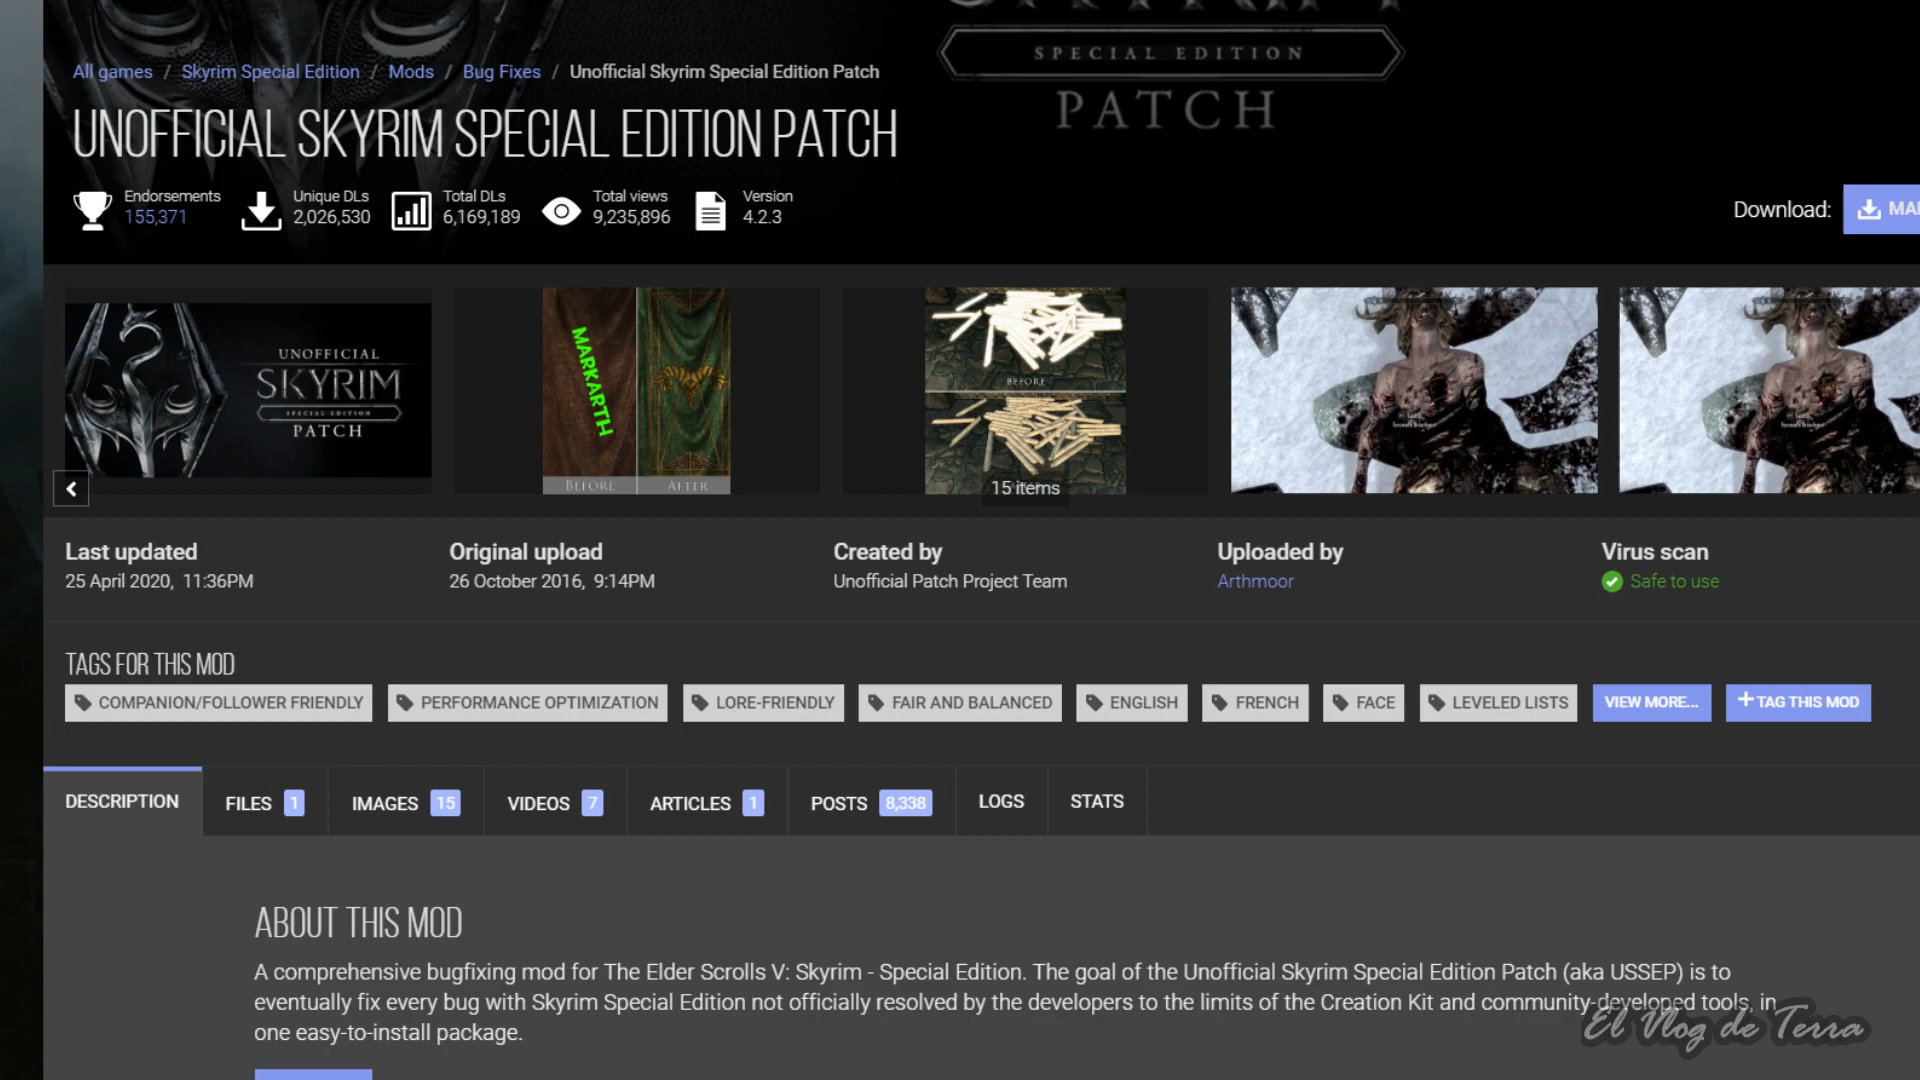 SPECIAL EDITION
PATCH
All games / Skyrim Special Edition / Mods / Bug Fixes / Unofficial Skyrim Special Edition Patch
UNOFFICIAL SKYRIM SPECIAL EDITION PATCH
Endorsements
155,371
Unique DLs
2,026,530
Total DLs
6,169,189
Total views
9,235,896
Version
4.2.3
Download:
UNOFFICIAL
SKYRIM
SPECIAL EDITION
PATCH
MARKARTH
BEFORE AFTER
BEFORE
15 items
Last updated
25 April 2020, 11:36PM
Original upload
26 October 2016, 9:14PM
Created by
Unofficial Patch Project Team
Uploaded by
Arthmoor
Virus scan
Safe to use
TAGS FOR THIS MOD
COMPANION/FOLLOWER FRIENDLY PERFORMANCE OPTIMIZATION LORE-FRIENDLY FAIR AND BALANCED ENGLISH FRENCH FACE LEVELED LISTS VIEW MORE... +TAG THIS MOD
DESCRIPTION FILES 1 IMAGES 15 VIDEOS 7 ARTICLES 1 POSTS 8,338 LOGS STATS
ABOUT THIS MOD
A comprehensive bugfixing mod for The Elder Scrolls V: Skyrim - Special Edition. The goal of the Unofficial Skyrim Special Edition Patch (aka USSEP) is to
eventually fix every bug with Skyrim Special Edition not officially resolved by the developers to the limits of the Creation Kit and community-developed tools, in
one easy-to-install package.
El Vlog de Terra